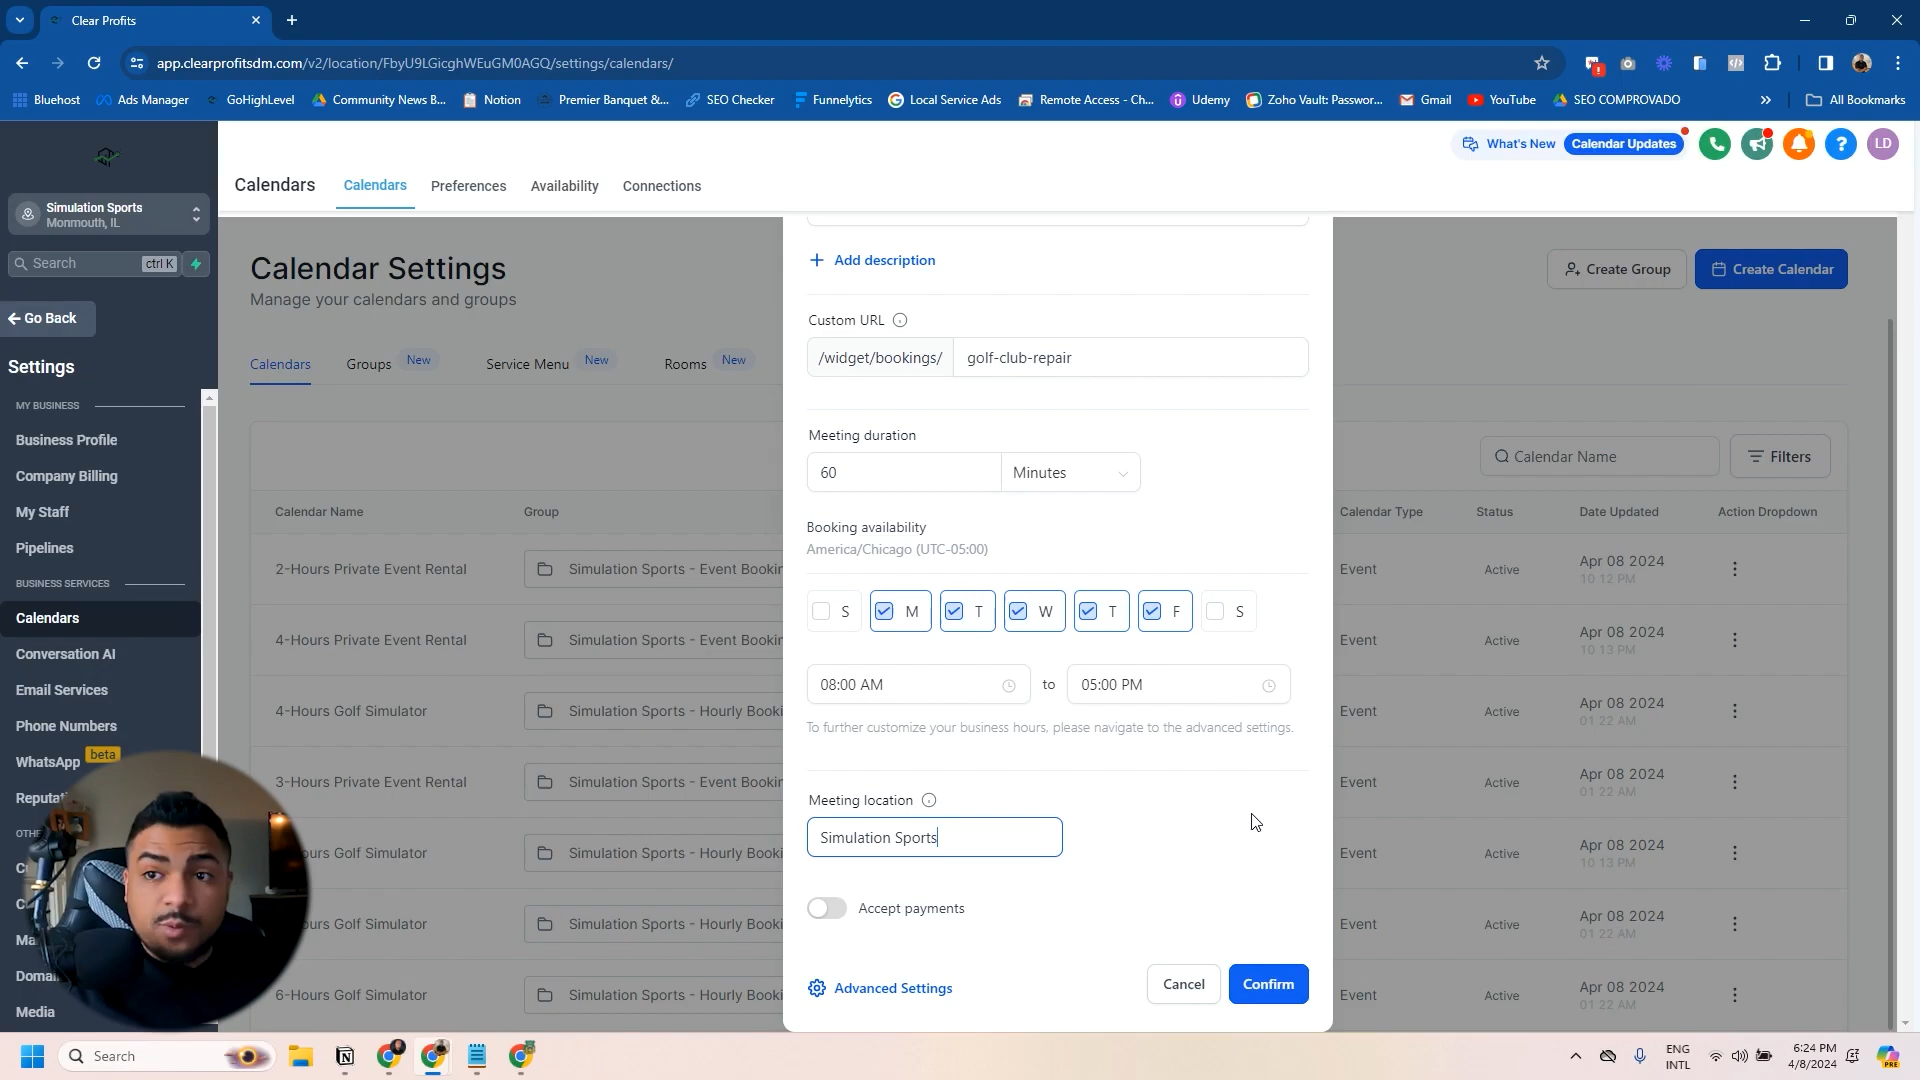 Clear Profits
app.clearprofitsdm.com/v2/location/FbyU9LGicghWEuGM0AGQ/settings/calendars/
Bluehost
Ads Manager
GoHighLevel
Community News B...
Notion
Premier Banquet &...
SEO Checker
Funnelytics
Local Service Ads
Remote Access - Ch...
Udemy
Zoho Vault: Passwor...
Gmail
YouTube
SEO COMPROVADO
»
All Bookmarks
What's New
Calendar Updates
LD
Calendars
Calendars
Preferences
Availability
Connections
Simulation Sports
Monmouth, IL
Search
ctrl K
Go Back
Settings
MY BUSINESS
Business Profile
Company Billing
My Staff
Pipelines
BUSINESS SERVICES
Calendars
Conversation AI
Email Services
Phone Numbers
WhatsApp
beta
Domai
Media
Calendar Settings
Manage your calendars and groups
Create Group
Create Calendar
Calendars
Groups
New
Service Menu
New
Rooms
New
Calendar Name
Filters
Calendar Name
Group
Calendar Type
Status
Date Updated
Action Dropdown
2-Hours Private Event Rental
Simulation Sports - Event Bookin
Event
Active
Apr 08 2024
10 12 PM
4-Hours Private Event Rental
Simulation Sports - Event Bookin
Event
Active
Apr 08 2024
10 13 PM
4-Hours Golf Simulator
Simulation Sports - Hourly Booki
Event
Active
Apr 08 2024
01 22 AM
3-Hours Private Event Rental
Simulation Sports - Event Bookin
Event
Active
Apr 08 2024
01 22 AM
ours Golf Simulator
Simulation Sports - Hourly Booki
Event
Active
Apr 08 2024
10 13 PM
ours Golf Simulator
Simulation Sports - Hourly Booki
Event
Active
Apr 08 2024
01 22 AM
6-Hours Golf Simulator
Simulation Sports - Hourly Booki
Event
Active
Apr 08 2024
01 22 AM
Add description
Custom URL
/widget/bookings/
golf-club-repair
Meeting duration
60
Minutes
Booking availability
America/Chicago (UTC-05:00)
S
M
T
W
T
F
S
08:00 AM
to
05:00 PM
To further customize your business hours, please navigate to the advanced settings.
Meeting location
Simulation Sports
Accept payments
Advanced Settings
Cancel
Confirm
Search
ENG
INTL
6:24 PM
4/8/2024
PRE